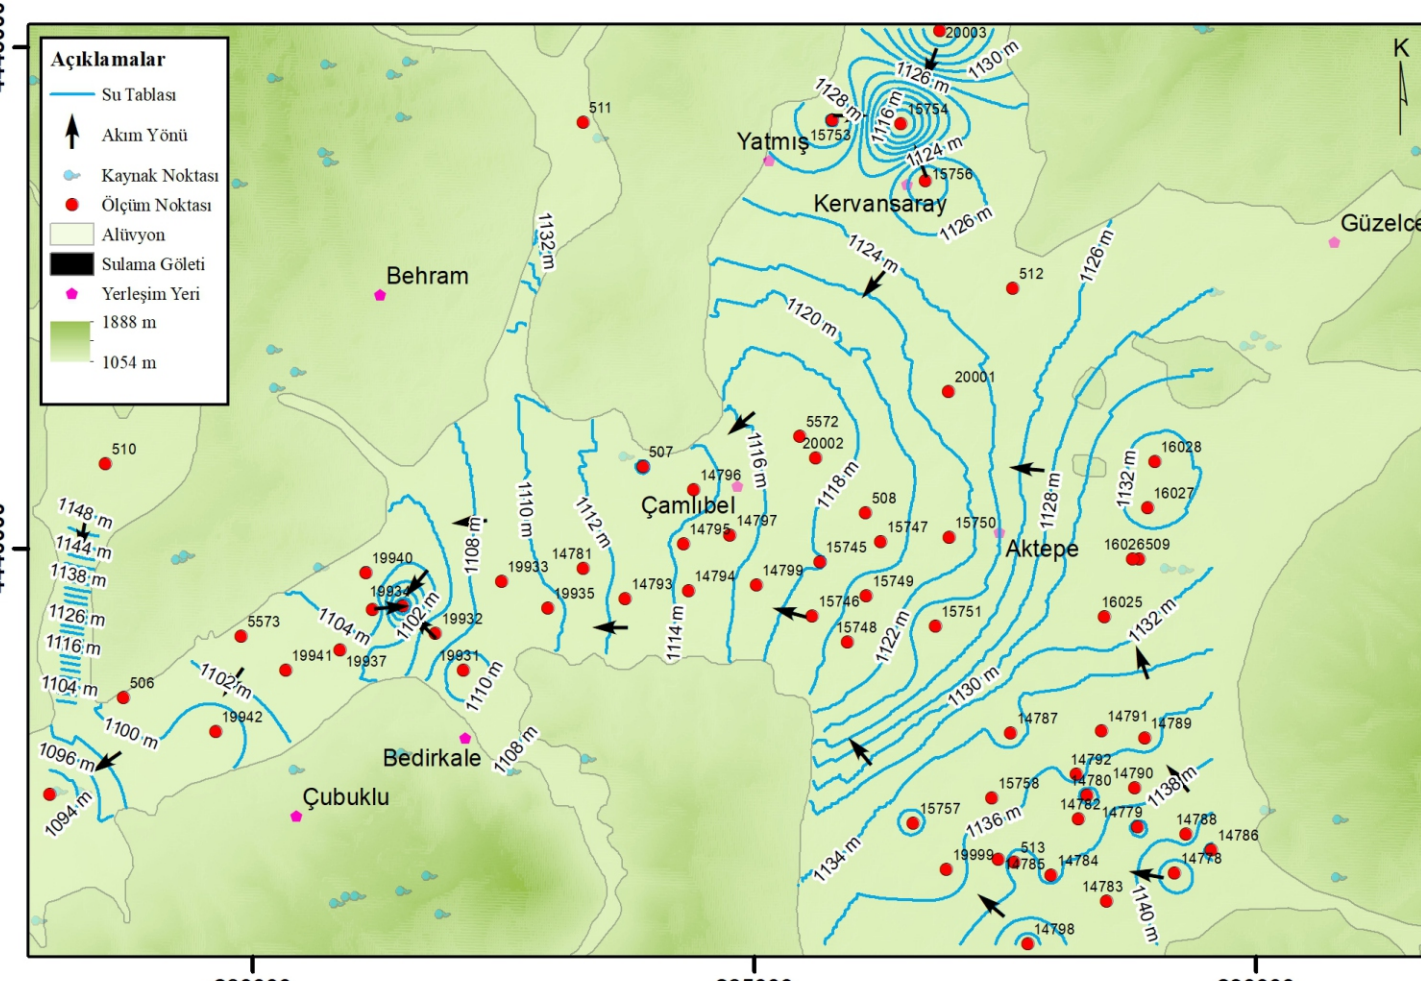 Açıklamalar
Su Tablası
Akım Yönü
Kaynak Noktası
Ölçüm Noktası
Alüvyon
Sulama Göleti
Yerleşim Yeri
1888 m
1054 m
K
20003
1130 m
1126 m
1128 m
1116 m
15754
15753
511
Yatmış
1124 m
15756
Kervansaray
1126 m
Güzelce
1132 m
1124 m
1126 m
Behram
512
1120 m
20001
5572
20002
510
507
1116 m
14796
1118 m
1132 m
16028
16027
Çamlıbel
1110 m
1112 m
508
1128 m
1148 m
1144 m
1138 m
1126 m
1116 m
1104 m
1108 m
14795
14797
15747
15750
Aktepe
16026
509
19940
14781
15745
19933
14799
14794
14793
19935
15749
15746
16025
19934
1102 m
1104 m
19932
5573
15748
15751
1122 m
1132 m
1114 m
19937
19941
19931
1110 m
1102 m
506
19942
1130 m
1100 m
14787
14791
14789
1096 m
Bedirkale
1108 m
14792
14780
14790
1138 m
15758
1094 m
Çubuklu
15757
1136 m
14782
14779
14788
14786
1134 m
19999
513
14785
14784
14778
14783
1140 m
14798